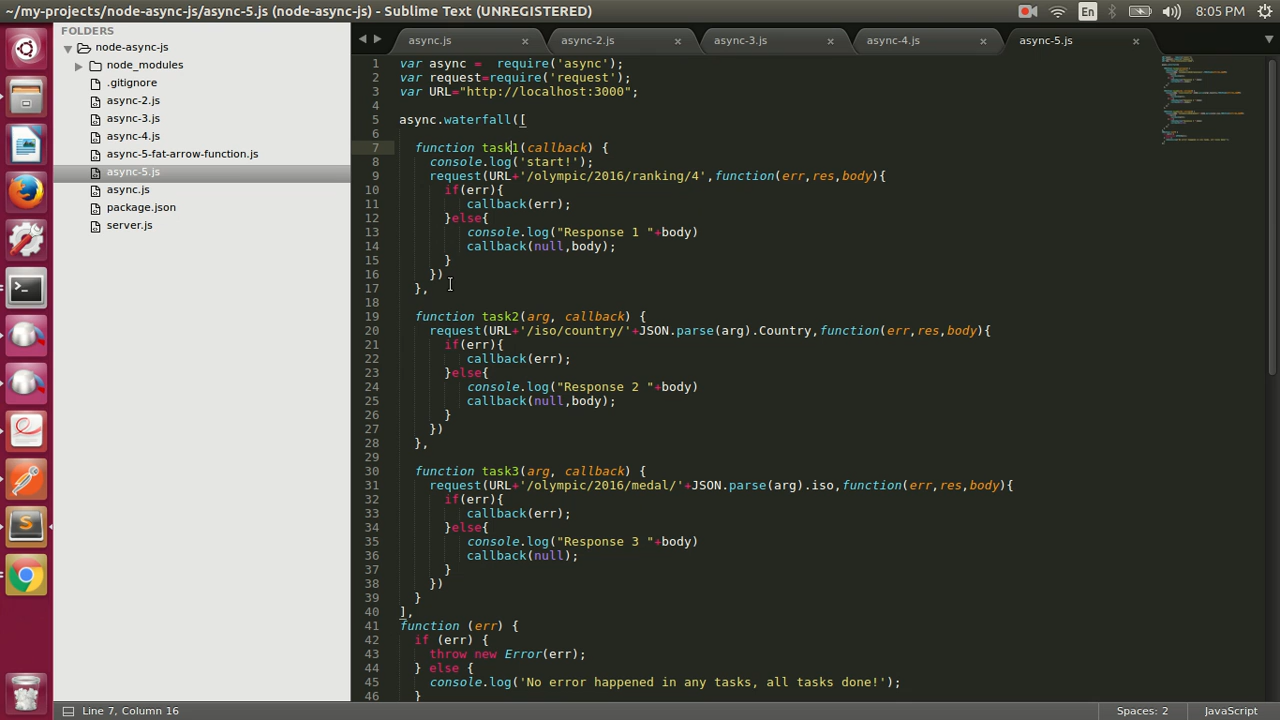 ~/my-projects/node-async-js/async-5.js (node-async-js) - Sublime Text (UNREGISTERED)
En
8:05 PM
FOLDERS
node-async-js
node_modules
.gitignore
async-2.js
async-3.js
async-4.js
async-5-fat-arrow-function.js
async-5.js
async.js
package.json
server.js
async.js
async-2.js
async-3.js
async-4.js
async-5.js
1 var async =  require('async');
2 var request=require('request');
3 var URL="http://localhost:3000";
4
5 async.waterfall([
6
7 function task1(callback) {
8 console.log('start!');
9 request(URL+'/olympic/2016/ranking/4',function(err,res,body){
10 if(err){
11 callback(err);
12 }else{
13 console.log("Response 1 "+body)
14 callback(null,body);
15 }
16 })
17 },
18
19 function task2(arg, callback) {
20 request(URL+'/iso/country/'+JSON.parse(arg).Country,function(err,res,body){
21 if(err){
22 callback(err);
23 }else{
24 console.log("Response 2 "+body)
25 callback(null,body);
26 }
27 })
28 },
29
30 function task3(arg, callback) {
31 request(URL+'/olympic/2016/medal/'+JSON.parse(arg).iso,function(err,res,body){
32 if(err){
33 callback(err);
34 }else{
35 console.log("Response 3 "+body)
36 callback(null);
37 }
38 })
39 }
40 ],
41 function (err) {
42 if (err) {
43 throw new Error(err);
44 } else {
45 console.log('No error happened in any tasks, all tasks done!');
46 }
Line 7, Column 16
Spaces: 2
JavaScript